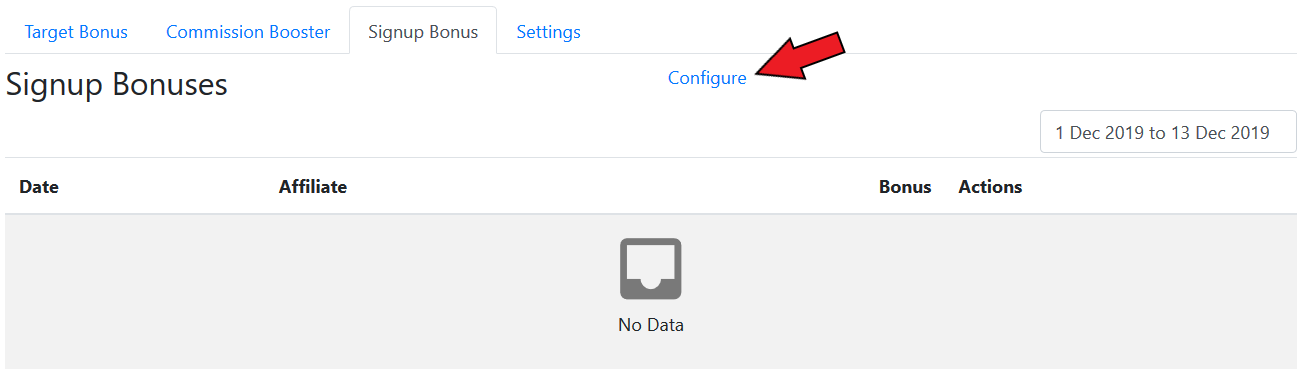 Target Bonus Commission Booster Signup Bonus Settings
Signup Bonuses Configure
1 Dec 2019 to 13 Dec 2019
Date Affiliate Bonus Actions
No Data